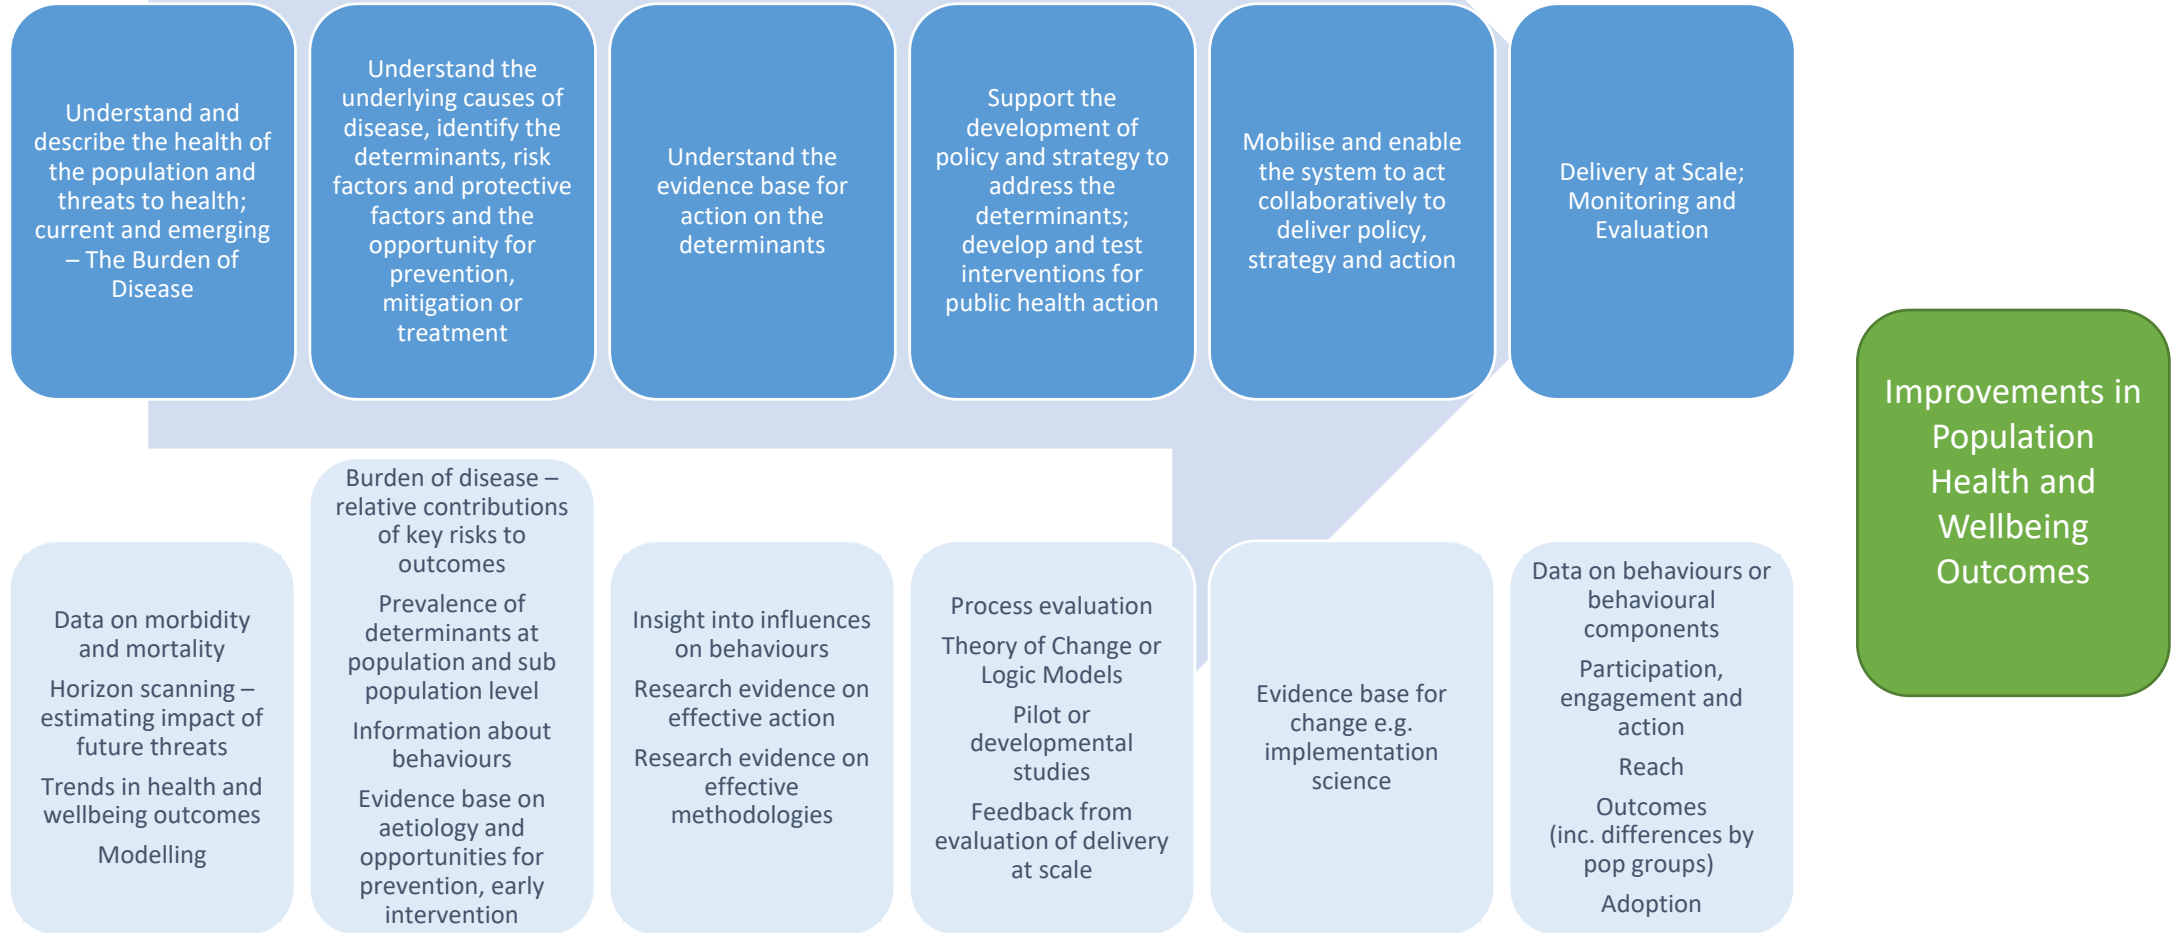 Understand and
describe the health of
the population and
threats to health;
current and emerging
– The Burden of
Disease
Understand the
underlying causes of
disease, identify the
determinants, risk
factors and protective
factors and the
opportunity for
prevention,
mitigation or
treatment
Understand the
evidence base for
action on the
determinants
Support the
development of
policy and strategy to
address the
determinants;
develop and test
interventions for
public health action
Mobilise and enable
the system to act
collaboratively to
deliver policy,
strategy and action
Delivery at Scale;
Monitoring and
Evaluation
Improvements in
Population
Health and
Wellbeing
Outcomes
Data on morbidity
and mortality
Horizon scanning –
estimating impact of
future threats
Trends in health and
wellbeing outcomes
Modelling
Burden of disease –
relative contributions
of key risks to
outcomes
Prevalence of
determinants at
population and sub
population level
Information about
behaviours
Evidence base on
aetiology and
opportunities for
prevention, early
intervention
Insight into influences
on behaviours
Research evidence on
effective action
Research evidence on
effective
methodologies
Process evaluation
Theory of Change or
Logic Models
Pilot or
developmental
studies
Feedback from
evaluation of delivery
at scale
Evidence base for
change e.g.
implementation
science
Data on behaviours or
behavioural
components
Participation,
engagement and
action
Reach
Outcomes
(inc. differences by
pop groups)
Adoption